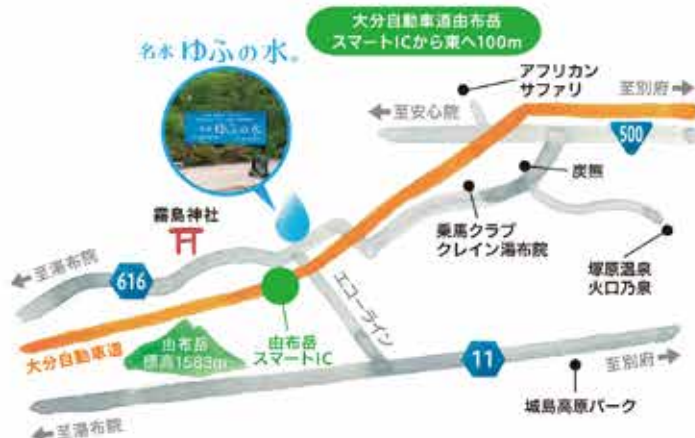 大分自動車道由布岳
スマートICから東へ100m
名水 ゆふの水。
ゆふの水
アフリカン
サファリ
至別府
至安心院
500
炭熊
霧島神社
乗馬クラブ
クレイン湯布院
塚原温泉
火口乃泉
至湯布院
616
エコーライン
由布岳
標高1583m
由布岳
スマートIC
大分自動車道
11
至別府
城島高原パーク
至湯布院